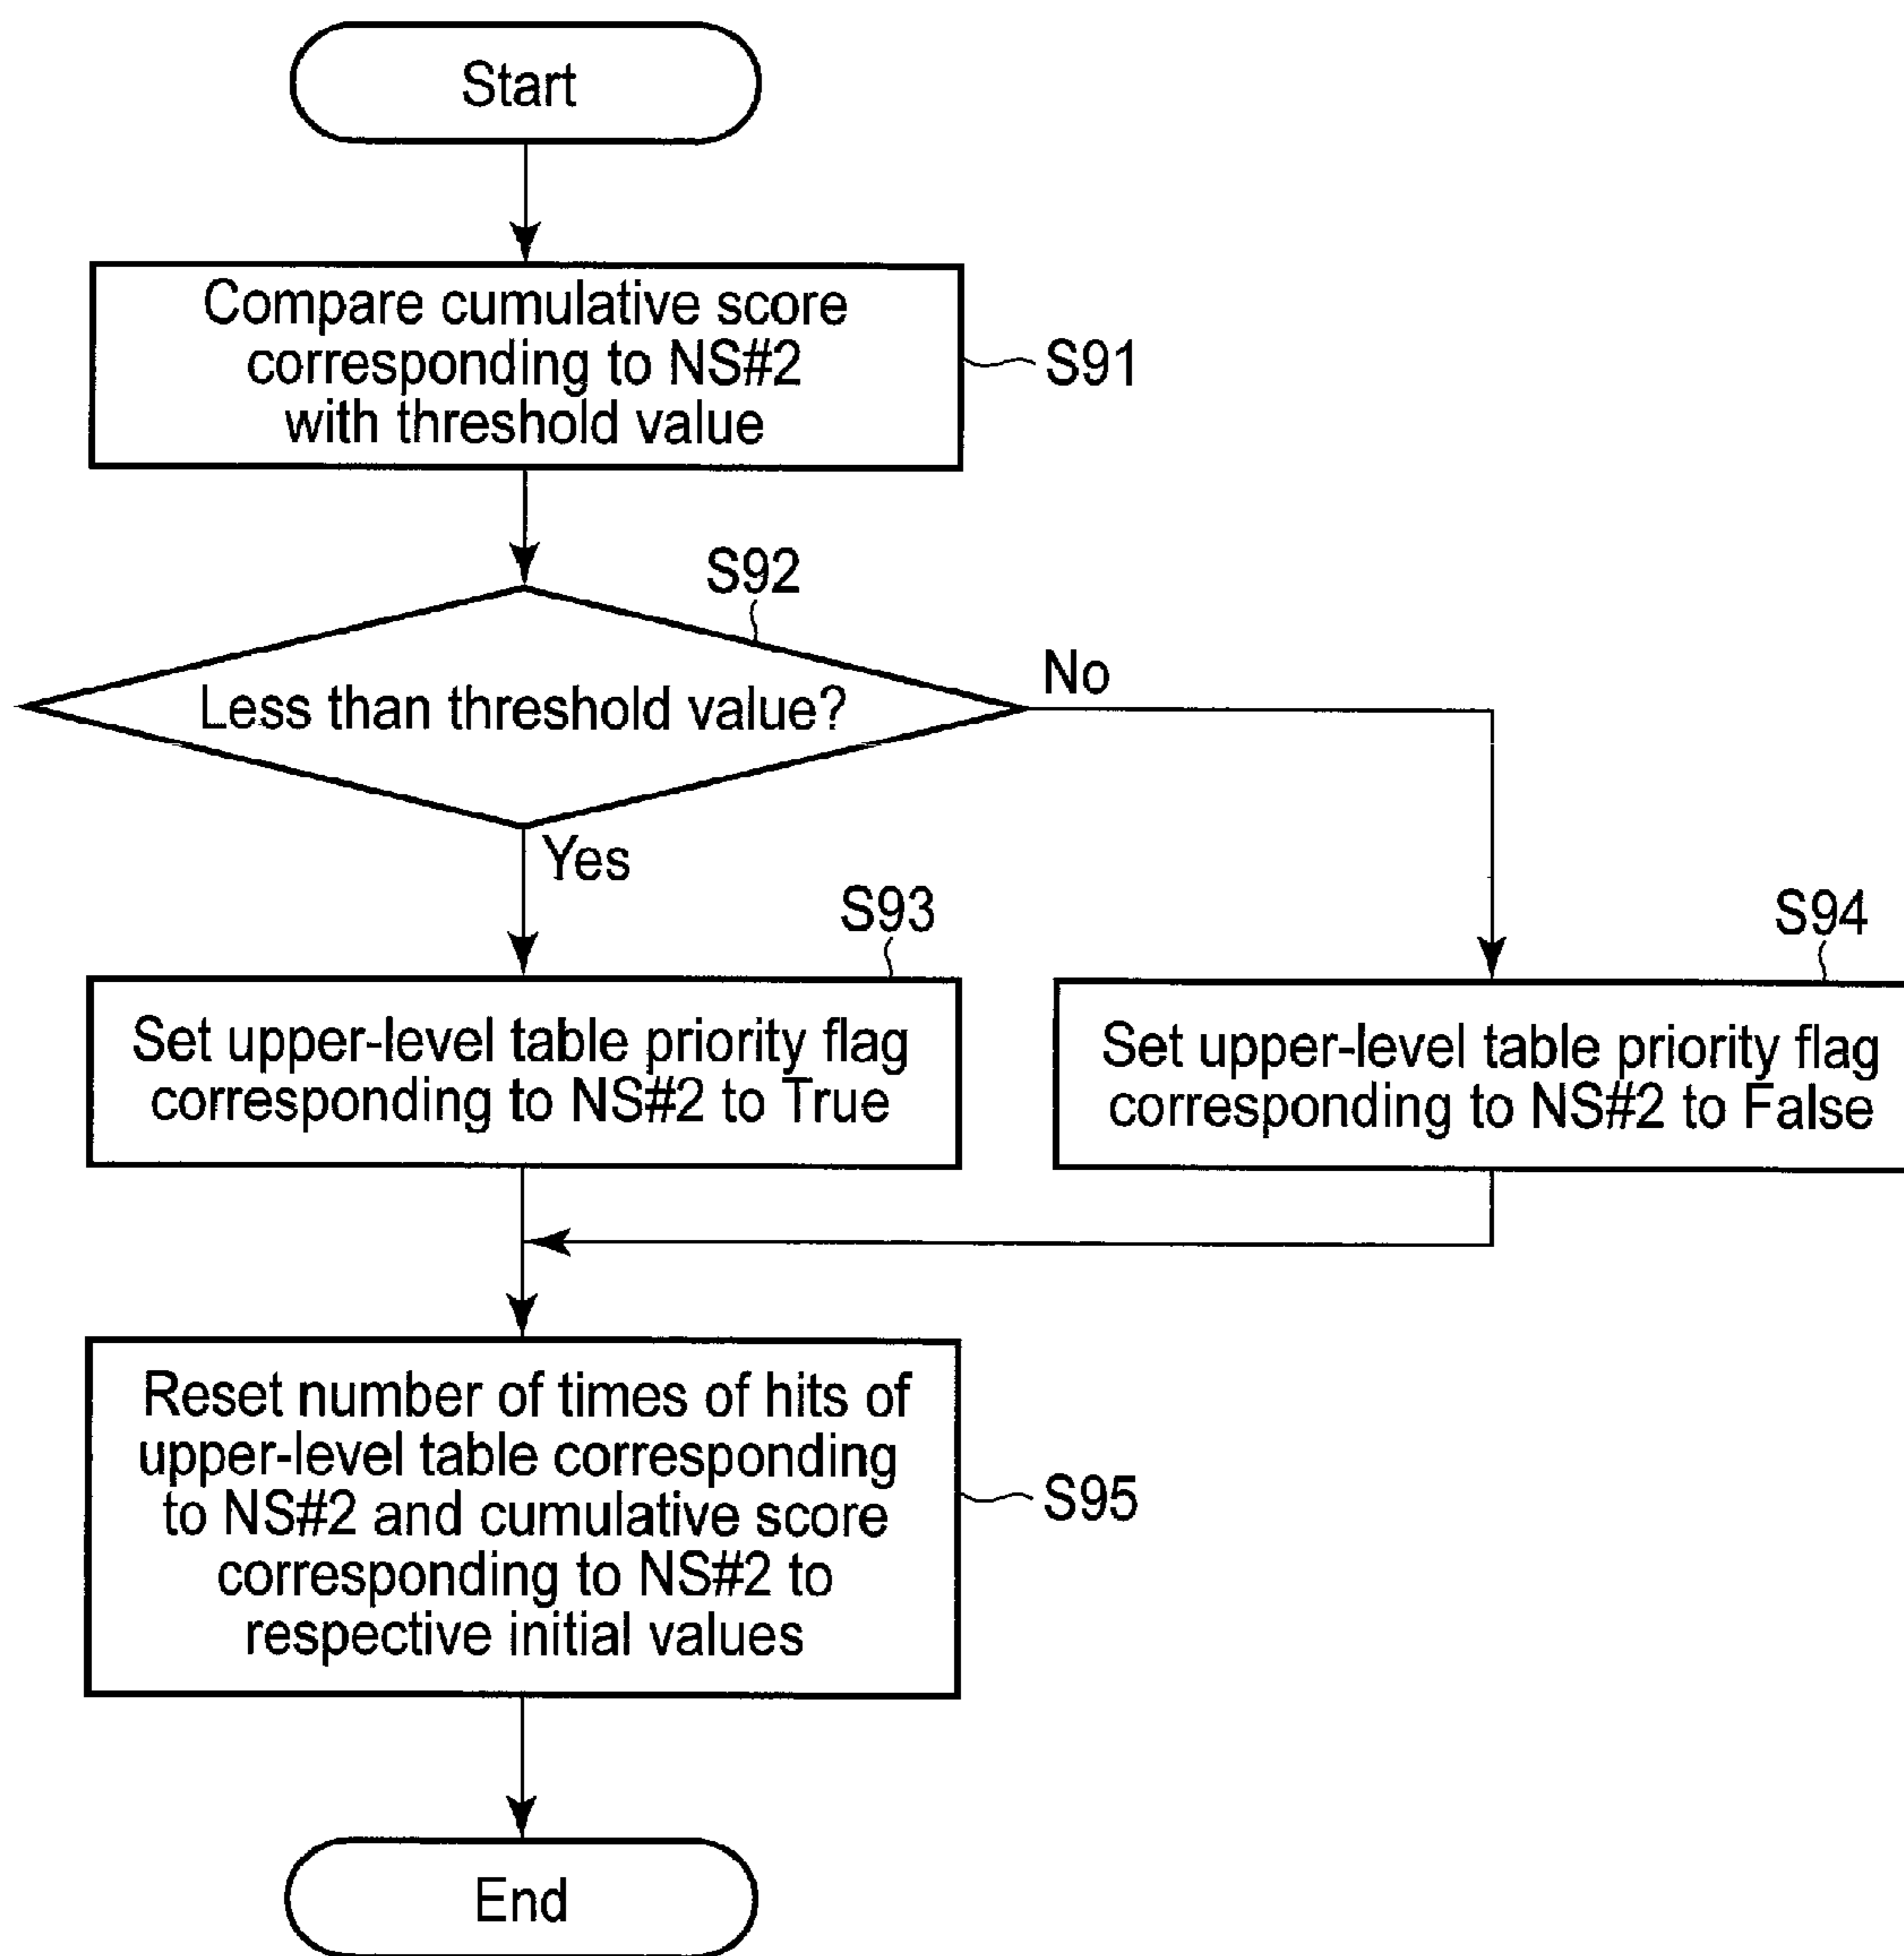 Start
Compare cumulative score
corresponding to NS#2
with threshold value
S91
S92
Less than threshold value?
No
Yes
S93
S94
Set upper-level table priority flag
corresponding to NS#2 to True
Set upper-level table priority flag
corresponding to NS#2 to False
Reset number of times of hits of
upper-level table corresponding
to NS#2 and cumulative score
corresponding to NS#2 to
respective initial values
S95
End